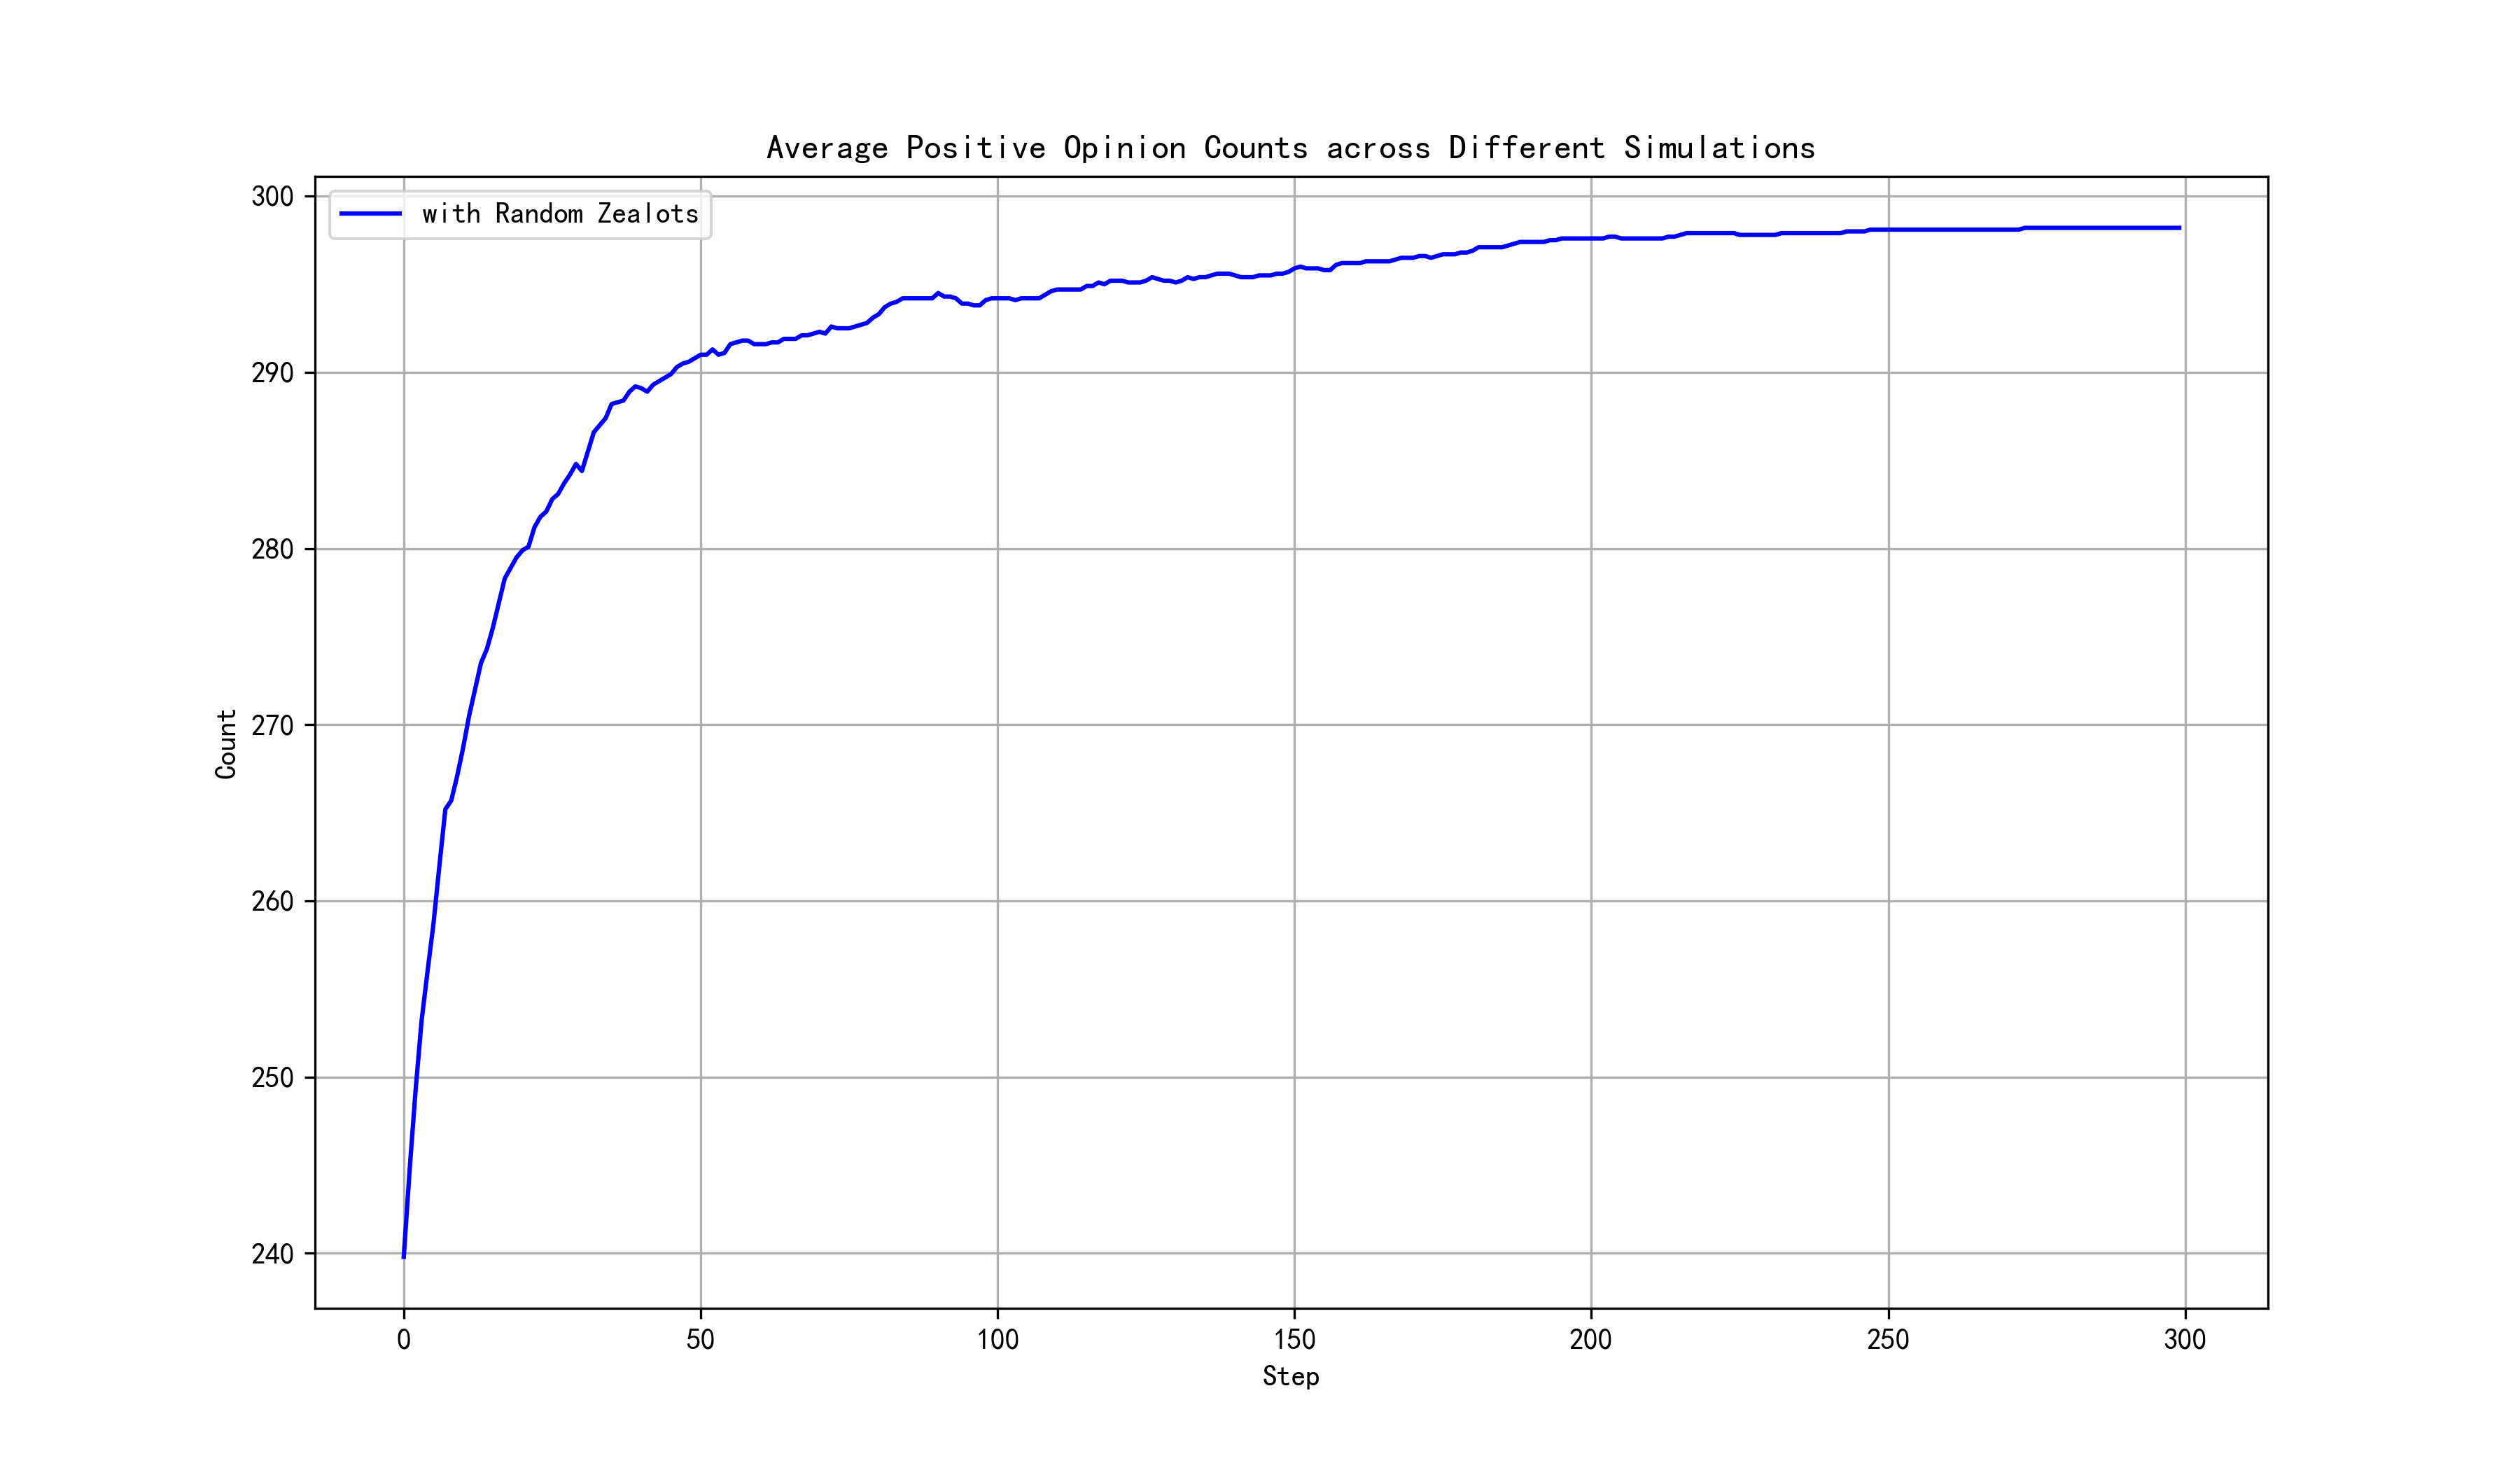 Average Positive Opinion Counts across Different Simulations
with Random Zealots
300
290
280
270
260
250
240
Count
0 50 100 150 200 250 300
Step